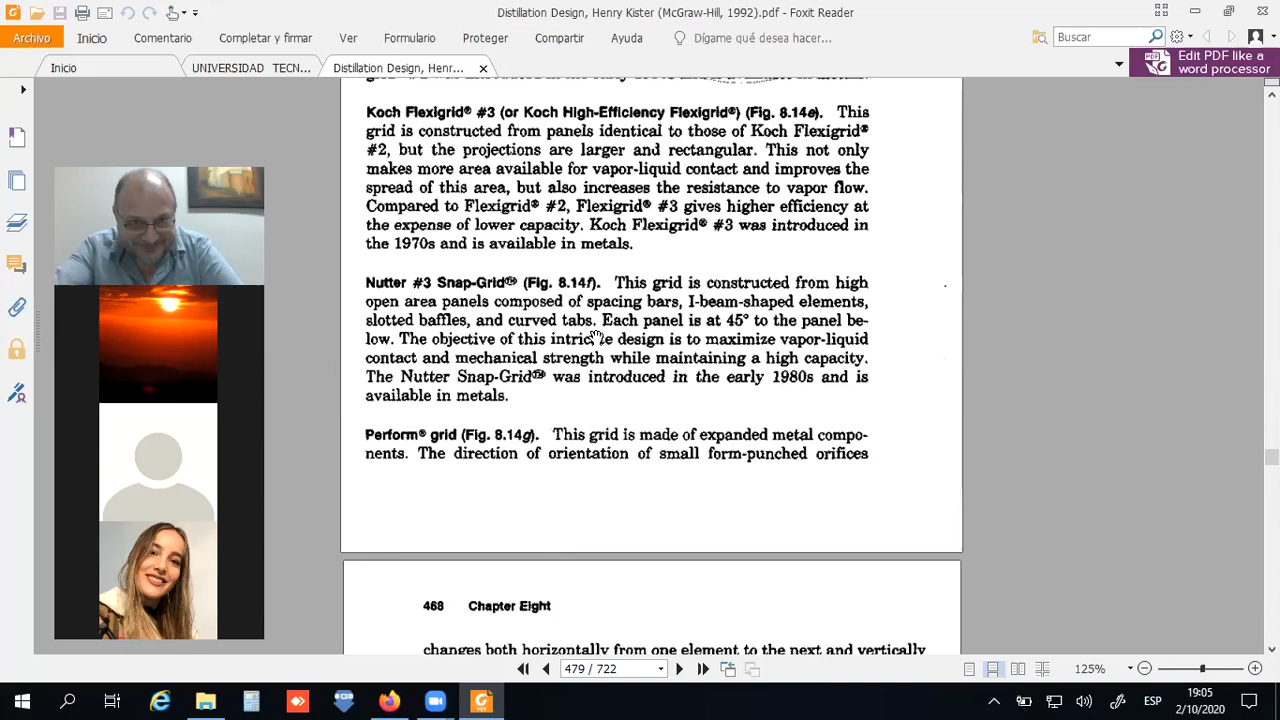 Distillation Design, Henry Kister (McGraw-Hill, 1992).pdf - Foxit Reader
Archivo Inicio Comentario Completar y firmar Ver Formulario Proteger Compartir Ayuda Dígame qué desea hacer... Buscar
Inicio UNIVERSIDAD TECN... Distillation Design, Henr...
Edit PDF like a
word processor
Koch Flexigrid® #3 (or Koch High-Efficiency Flexigrid®) (Fig. 8.14e). This
grid is constructed from panels identical to those of Koch Flexigrid®
#2, but the projections are larger and rectangular. This not only
makes more area available for vapor-liquid contact and improves the
spread of this area, but also increases the resistance to vapor flow.
Compared to Flexigrid® #2, Flexigrid® #3 gives higher efficiency at
the expense of lower capacity. Koch Flexigrid® #3 was introduced in
the 1970s and is available in metals.
Nutter #3 Snap-Grid™ (Fig. 8.14f). This grid is constructed from high
open area panels composed of spacing bars, I-beam-shaped elements,
slotted baffles, and curved tabs. Each panel is at 45° to the panel be-
low. The objective of this intricate design is to maximize vapor-liquid
contact and mechanical strength while maintaining a high capacity.
The Nutter Snap-Grid™ was introduced in the early 1980s and is
available in metals.
Perform® grid (Fig. 8.14g). This grid is made of expanded metal compo-
nents. The direction of orientation of small form-punched orifices
468 Chapter Eight
changes both horizontally from one element to the next and vertically
479 / 722
125%
ESP
19:05
2/10/2020